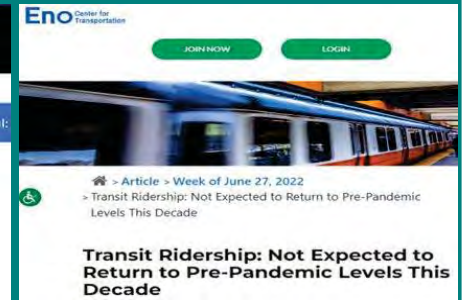 Eno Center for
Transportation
JOIN NOW LOGIN
al:
> Article > Week of June 27, 2022
> Transit Ridership: Not Expected to Return to Pre-Pandemic
Levels This Decade
Transit Ridership: Not Expected to
Return to Pre-Pandemic Levels This
Decade